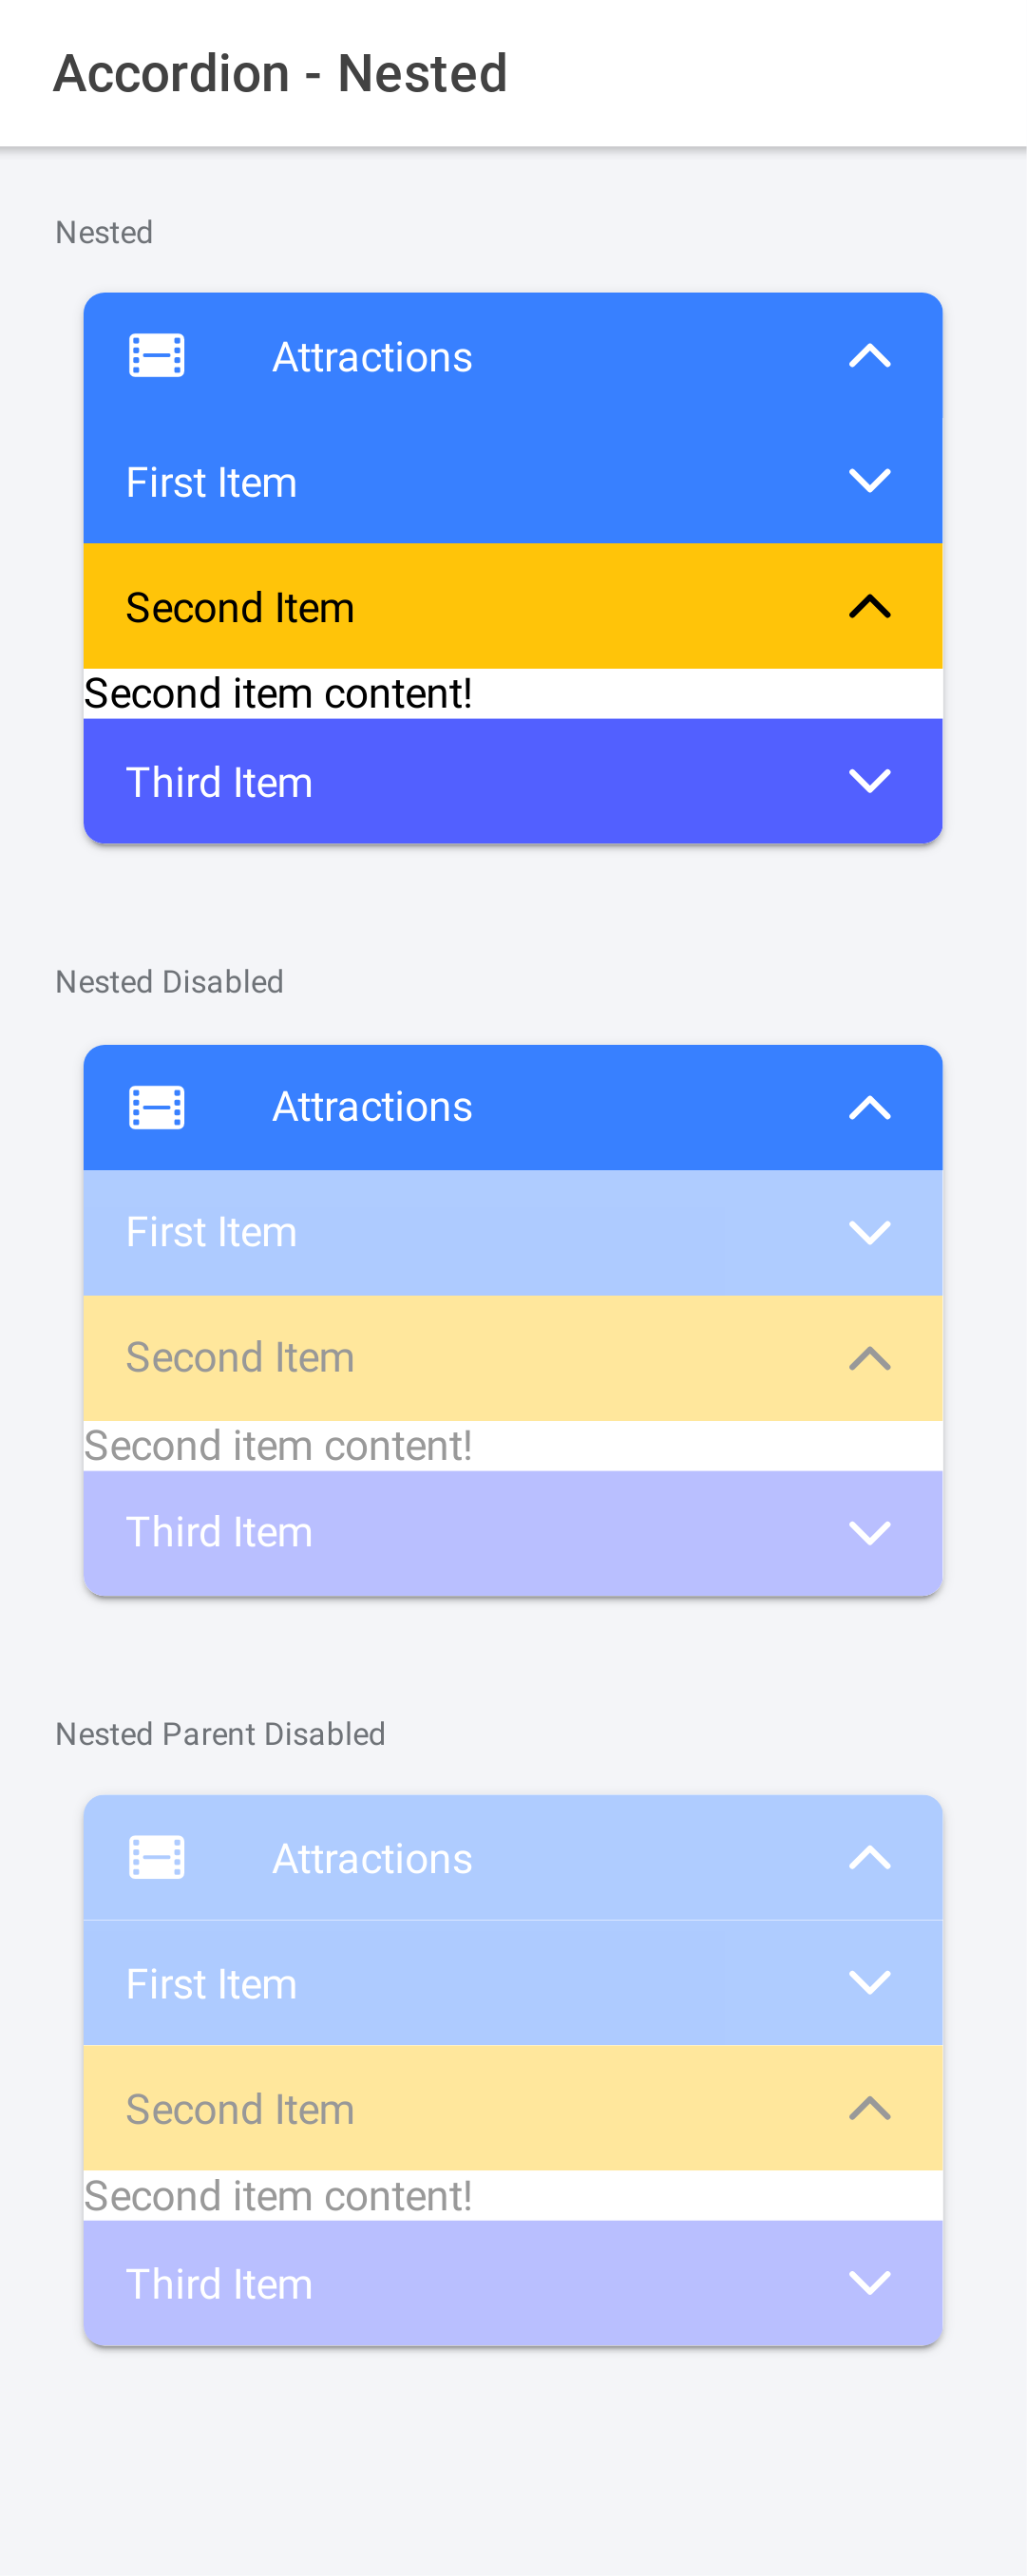 Accordion - Nested
Nested
Attractions
First Item
Second Item
Second item content!
Third Item
Nested Disabled
Attractions
First Item
Second Item
Second item content!
Third Item
Nested Parent Disabled
Attractions
First Item
Second Item
Second item content!
Third Item